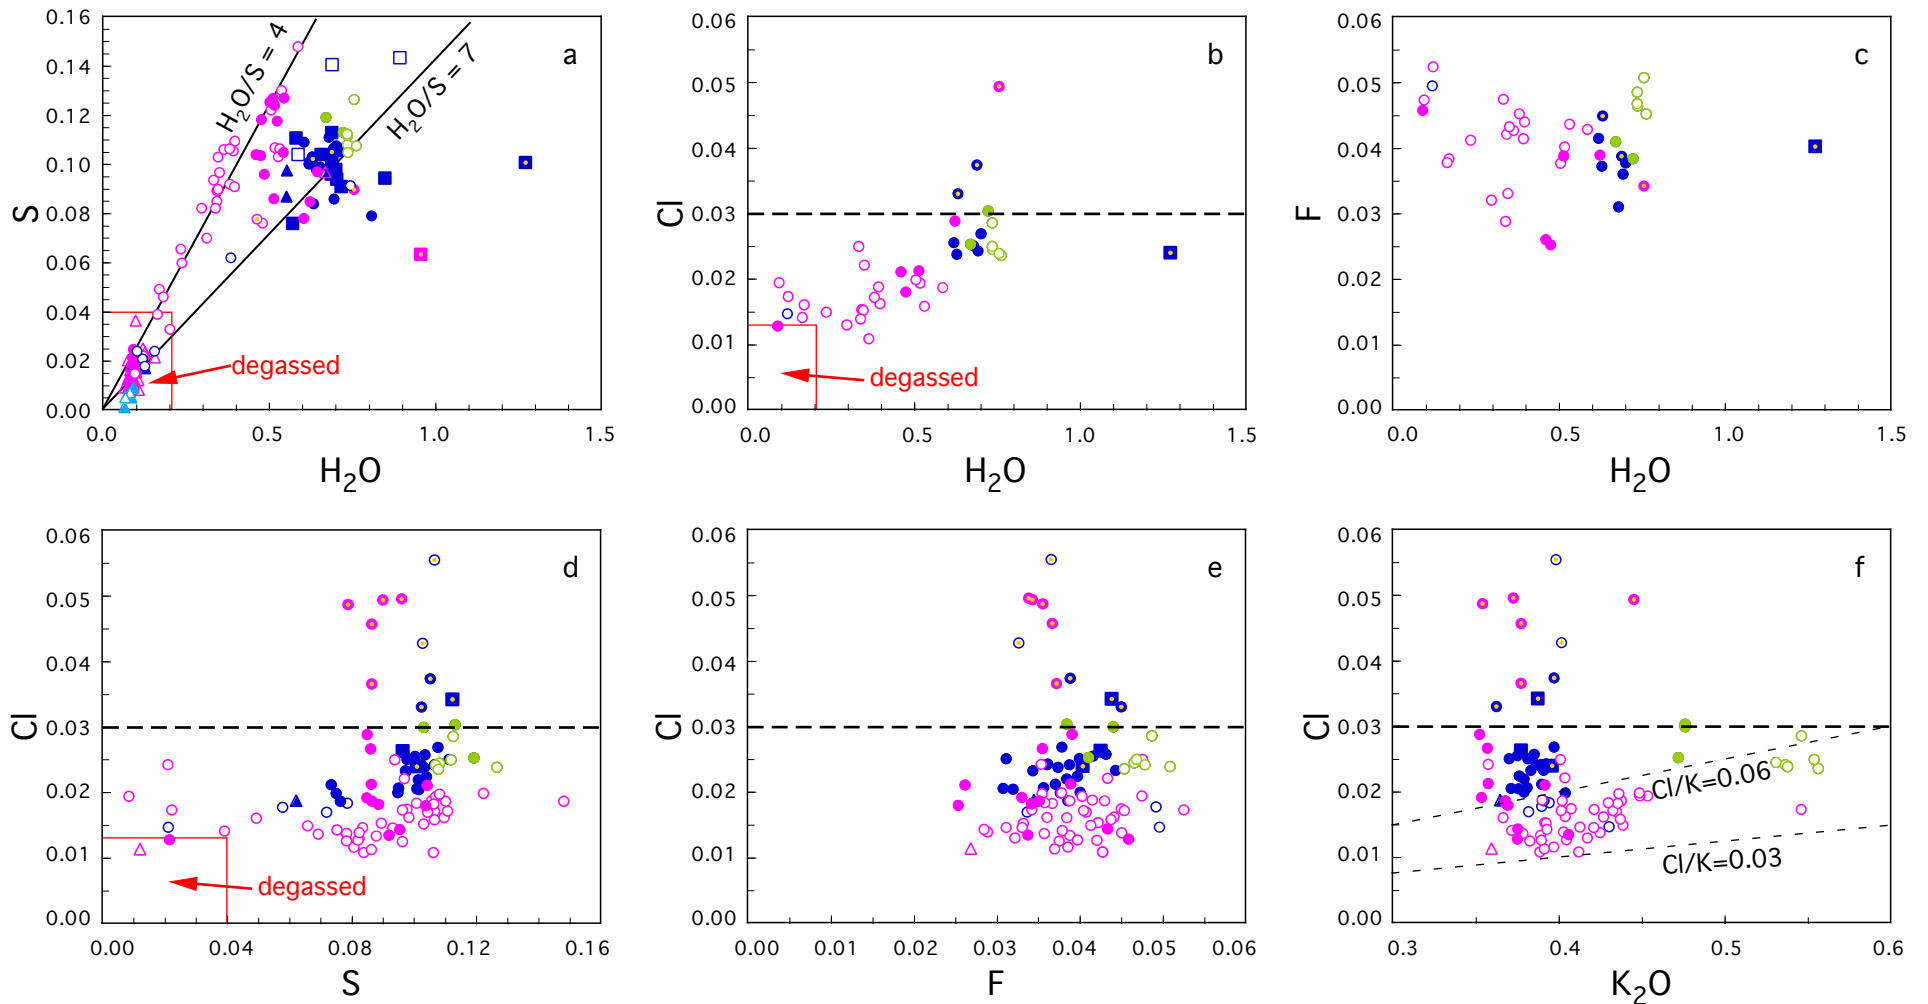 0.16
0.14
0.12
0.10
0.08
0.06
0.04
0.02
0.00
S
H₂O/S = 4
H₂O/S = 7
a
degassed
0.0
0.5
1.0
1.5
H₂O
0.06
0.05
0.04
0.03
0.02
0.01
0.00
Cl
b
degassed
0.0
0.5
1.0
1.5
H₂O
0.06
0.05
0.04
0.03
0.02
0.01
0.00
F
c
0.0
0.5
1.0
1.5
H₂O
0.06
0.05
0.04
0.03
0.02
0.01
0.00
Cl
d
degassed
0.00
0.04
0.08
0.12
0.16
S
0.06
0.05
0.04
0.03
0.02
0.01
0.00
Cl
e
0.00
0.01
0.02
0.03
0.04
0.05
0.06
F
0.06
0.05
0.04
0.03
0.02
0.01
0.00
Cl
f
Cl/K=0.06
Cl/K=0.03
0.3
0.4
0.5
0.6
K₂O